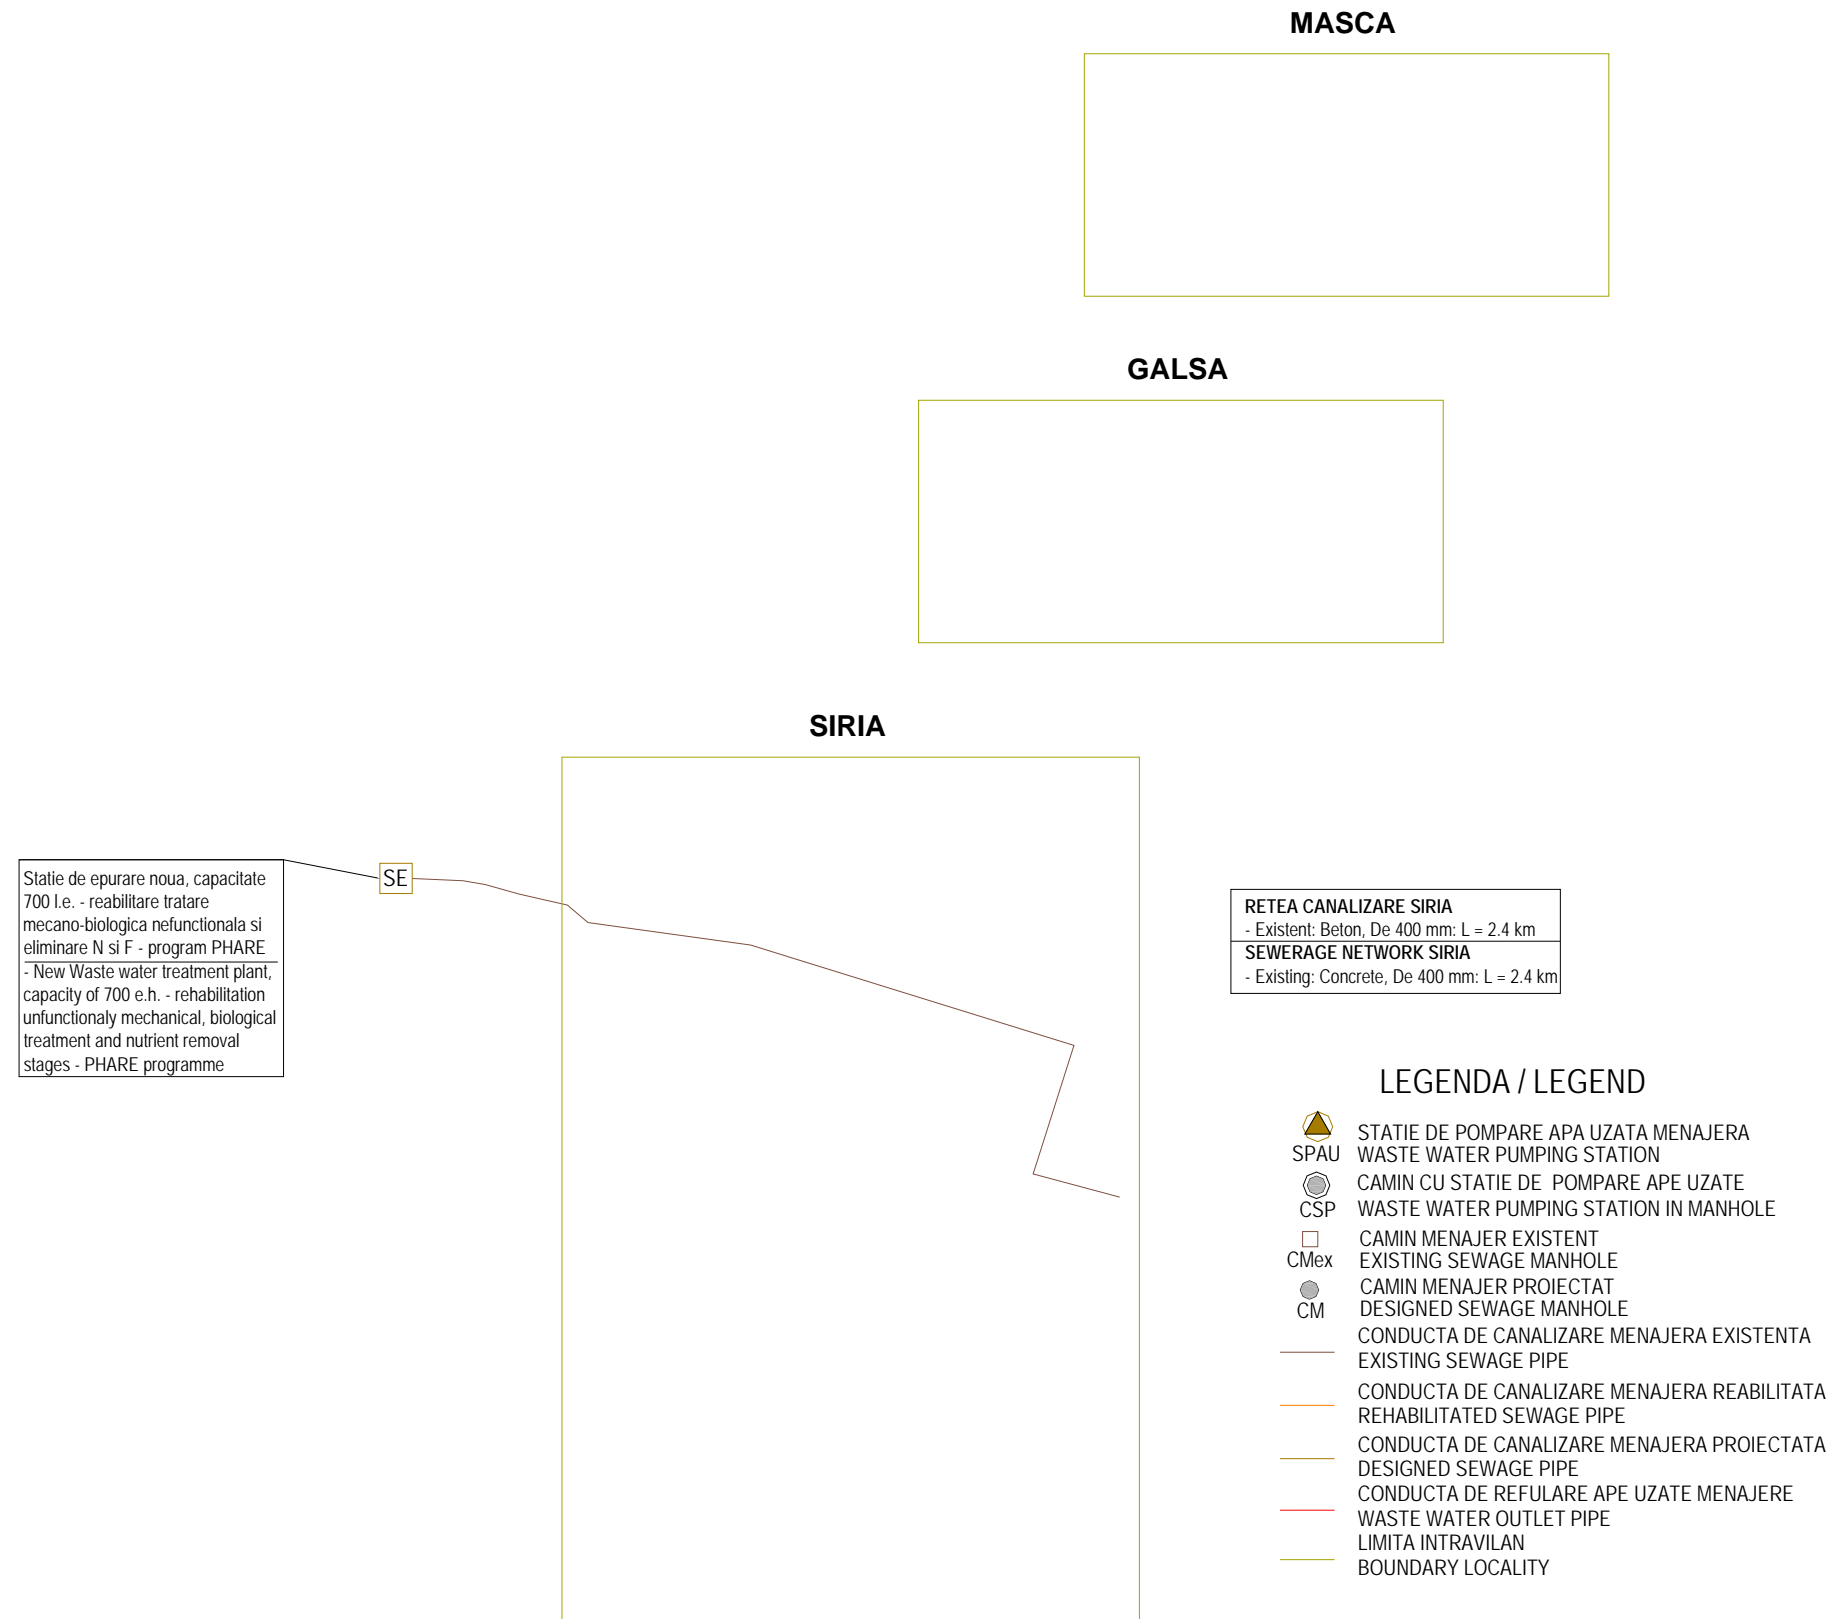 MASCA
GALSA
SIRIA
SE
Statie de epurare noua, capacitate
700 l.e. - reabilitare tratare
mecano-biologica nefunctionala si
eliminare N si F - program PHARE
- New Waste water treatment plant,
capacity of 700 e.h. - rehabilitation
unfunctionaly mechanical, biological
treatment and nutrient removal
stages - PHARE programme
RETEA CANALIZARE SIRIA
- Existent: Beton, De 400 mm: L = 2.4 km
SEWERAGE NETWORK SIRIA
- Existing: Concrete, De 400 mm: L = 2.4 km
LEGENDA / LEGEND
STATIE DE POMPARE APA UZATA MENAJERA
SPAU WASTE WATER PUMPING STATION
CAMIN CU STATIE DE POMPARE APE UZATE
CSP WASTE WATER PUMPING STATION IN MANHOLE
CAMIN MENAJER EXISTENT
CMex EXISTING SEWAGE MANHOLE
CAMIN MENAJER PROIECTAT
CM DESIGNED SEWAGE MANHOLE
CONDUCTA DE CANALIZARE MENAJERA EXISTENTA
EXISTING SEWAGE PIPE
CONDUCTA DE CANALIZARE MENAJERA REABILITATA
REHABILITATED SEWAGE PIPE
CONDUCTA DE CANALIZARE MENAJERA PROIECTATA
DESIGNED SEWAGE PIPE
CONDUCTA DE REFULARE APE UZATE MENAJERE
WASTE WATER OUTLET PIPE
LIMITA INTRAVILAN
BOUNDARY LOCALITY